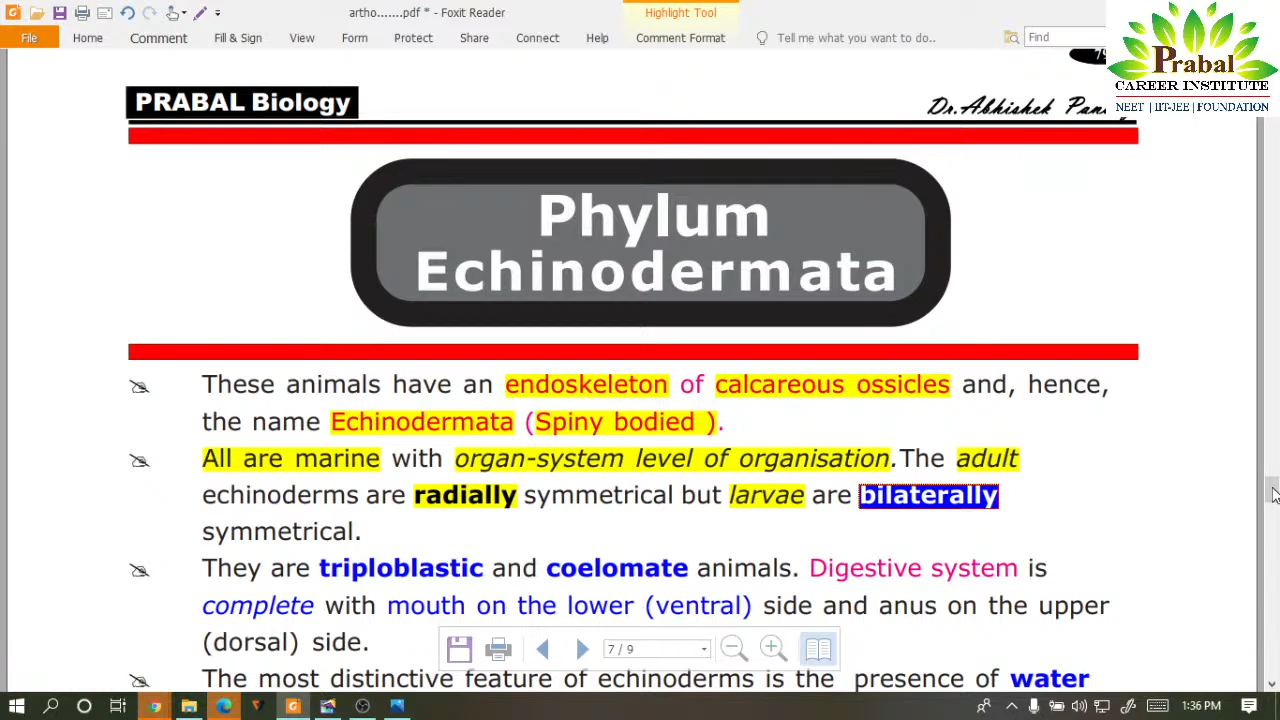 artho.......pdf * - Foxit Reader
Highlight Tool
File Home Comment Fill & Sign View Form Protect Share Connect Help Comment Format Tell me what you want to do.. Find
Prabal
CAREER INSTITUTE
NEET | IIT-JEE | FOUNDATION
PRABAL Biology
Dr.Abhishek
Phylum
Echinodermata
These animals have an endoskeleton of calcareous ossicles and, hence,
the name Echinodermata (Spiny bodied ).
All are marine with organ-system level of organisation.The adult
echinoderms are radially symmetrical but larvae are bilaterally
symmetrical.
They are triploblastic and coelomate animals. Digestive system is
complete with mouth on the lower (ventral) side and anus on the upper
(dorsal) side.
7 / 9
The most distinctive feature of echinoderms is the presence of water
1:36 PM